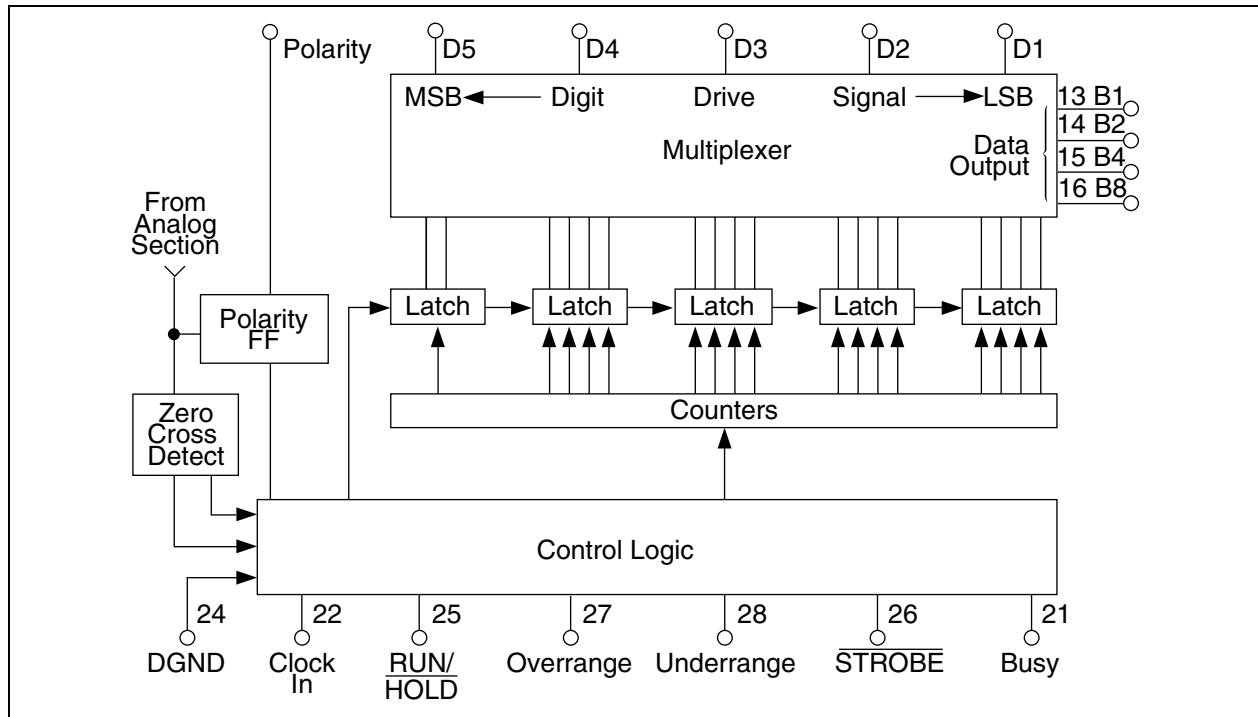 Polarity
D5
D4
D3
D2
D1
MSB
Digit
Drive
Signal
LSB
Multiplexer
Data
Output
13 B1
14 B2
15 B4
16 B8
From
Analog
Section
Polarity
FF
Latch
Latch
Latch
Latch
Latch
Zero
Cross
Detect
Counters
Control Logic
24
22
25
27
28
26
21
DGND
Clock
In
RUN/
HOLD
Overrange
Underrange
STROBE
Busy